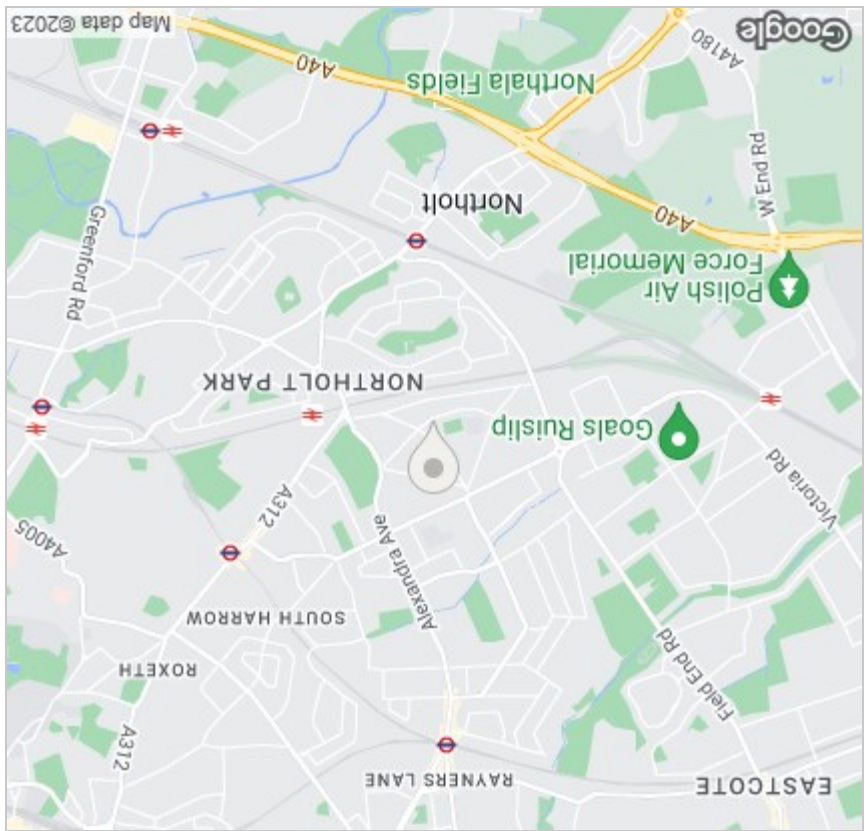 EASTCOTE
RAYNERS LANE
A312
Field End Rd
ROXETH
SOUTH HARROW
Alexandra Ave
A4005
A312
Victoria Rd
Goals Ruislip
NORTHOLT PARK
Polish Air
Force Memorial
Greenford Rd
A40
Northolt
W End Rd
Northala Fields
A40
A4180
Google
Map data ©2023